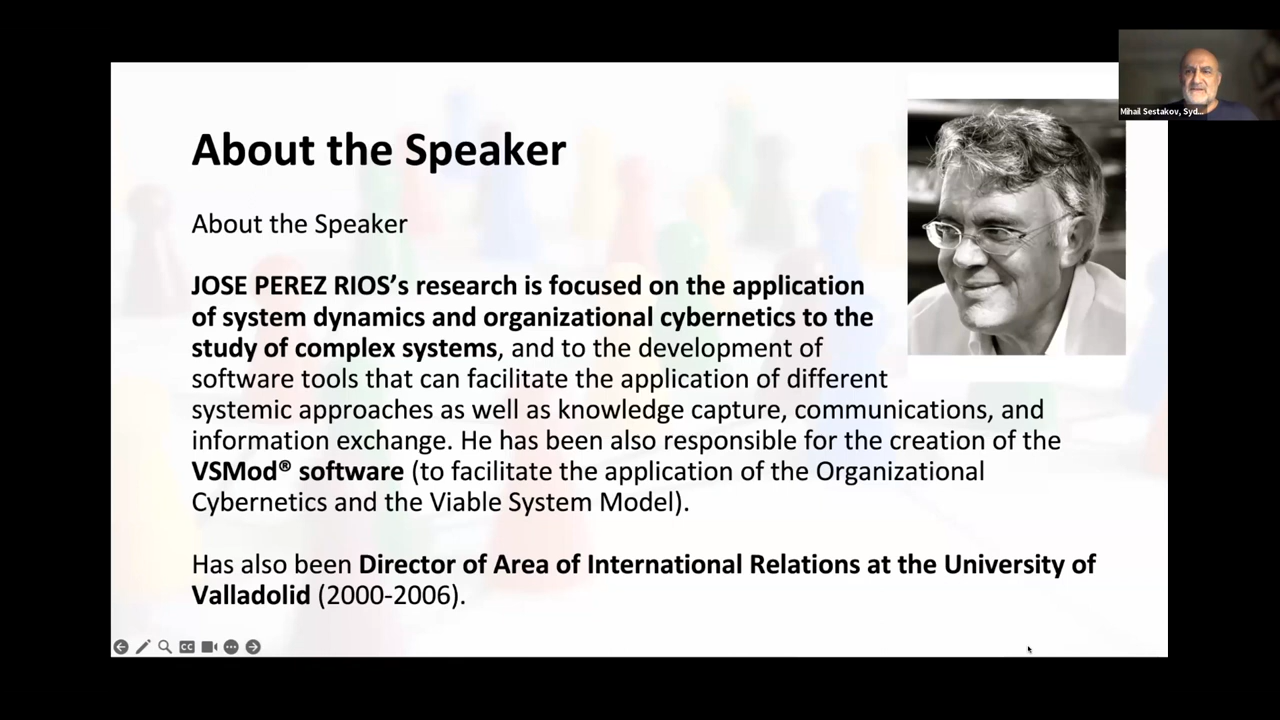 Mihail Sestakov, Syd...
About the Speaker
About the Speaker
JOSE PEREZ RIOS’s research is focused on the application
of system dynamics and organizational cybernetics to the
study of complex systems, and to the development of
software tools that can facilitate the application of different
systemic approaches as well as knowledge capture, communications, and
information exchange. He has been also responsible for the creation of the
VSMod® software (to facilitate the application of the Organizational
Cybernetics and the Viable System Model).
Has also been Director of Area of International Relations at the University of
Valladolid (2000-2006).
CC